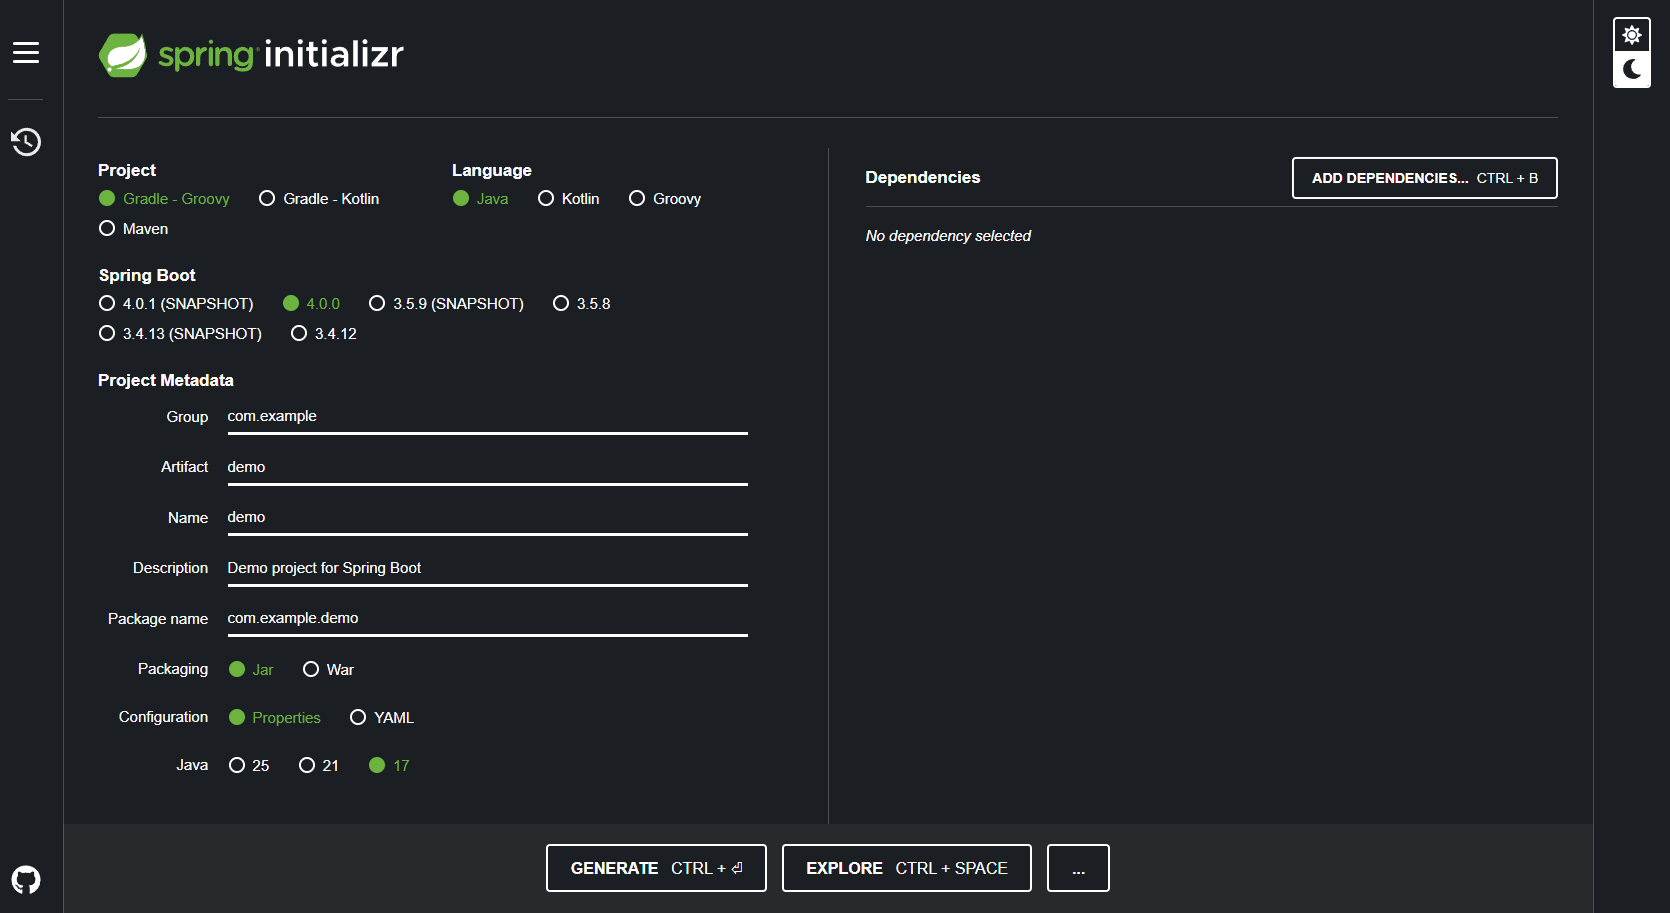 spring initializr
Project
Gradle - Groovy Gradle - Kotlin
Maven
Language
Java Kotlin Groovy
Spring Boot
4.0.1 (SNAPSHOT) 4.0.0 3.5.9 (SNAPSHOT) 3.5.8
3.4.13 (SNAPSHOT) 3.4.12
Project Metadata
Group com.example
Artifact demo
Name demo
Description Demo project for Spring Boot
Package name com.example.demo
Packaging Jar War
Configuration Properties YAML
Java 25 21 17
Dependencies ADD DEPENDENCIES... CTRL + B
No dependency selected
GENERATE CTRL + ⏎ EXPLORE CTRL + SPACE ...